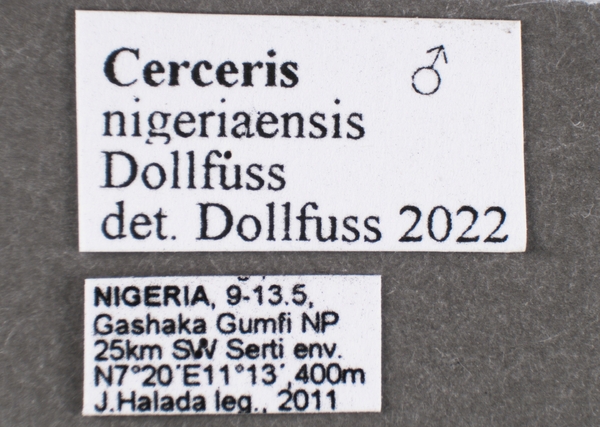 Cerceris ♂
nigeriaensis
Dollfüss
det. Dollfuss 2022
NIGERIA, 9-13.5,
Gashaka Gumfi NP
25km SW Serti env.
N7°20'E11°13',400m
J.Halada leg., 2011